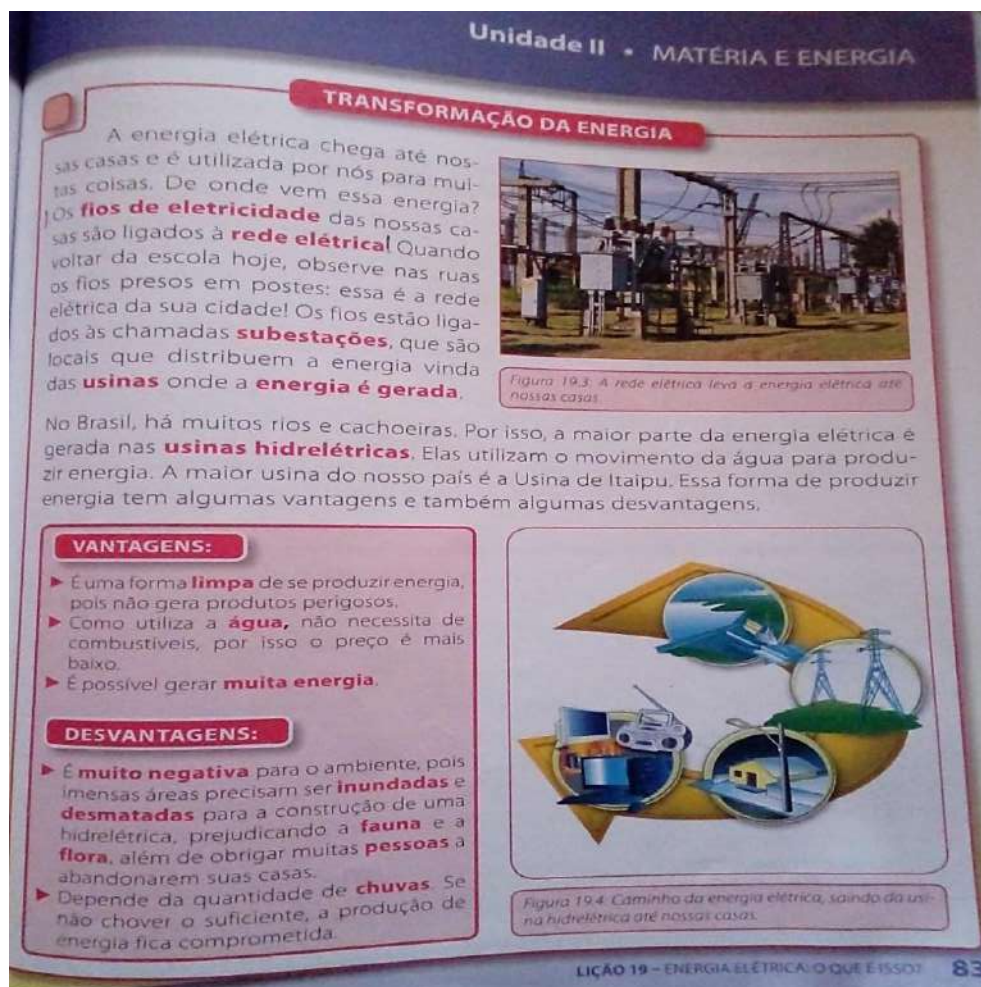 Unidade II • MATÉRIA E ENERGIA
TRANSFORMAÇÃO DA ENERGIA
A energia elétrica chega até nos-
sas casas e é utilizada por nós para mui-
tas coisas. De onde vem essa energia?
Os fios de eletricidade das nossas ca-
sas são ligados à rede elétrica! Quando
voltar da escola hoje, observe nas ruas
os fios presos em postes: essa é a rede
elétrica da sua cidade! Os fios estão liga-
dos às chamadas subestações, que são
locais que distribuem a energia vinda
das usinas onde a energia é gerada.
Figura 19.3: A rede elétrica leva a energia elétrica até
nossas casas.
No Brasil, há muitos rios e cachoeiras. Por isso, a maior parte da energia elétrica é
gerada nas usinas hidrelétricas. Elas utilizam o movimento da água para produ-
zir energia. A maior usina do nosso país é a Usina de Itaipu. Essa forma de produzir
energia tem algumas vantagens e também algumas desvantagens.
VANTAGENS:
► É uma forma limpa de se produzir energia,
pois não gera produtos perigosos.
► Como utiliza a água, não necessita de
combustíveis, por isso o preço é mais
baixo.
► É possível gerar muita energia.
DESVANTAGENS:
► É muito negativa para o ambiente, pois
imensas áreas precisam ser inundadas e
desmatadas para a construção de uma
hidrelétrica, prejudicando a fauna e a
flora, além de obrigar muitas pessoas a
abandonarem suas casas.
► Depende da quantidade de chuvas. Se
não chover o suficiente, a produção de
energia fica comprometida.
Figura 19.4: Caminho da energia elétrica, saindo da usi-
na hidrelétrica até nossas casas.
LIÇÃO 19 – ENERGIA ELÉTRICA: O QUE É ISSO? 83